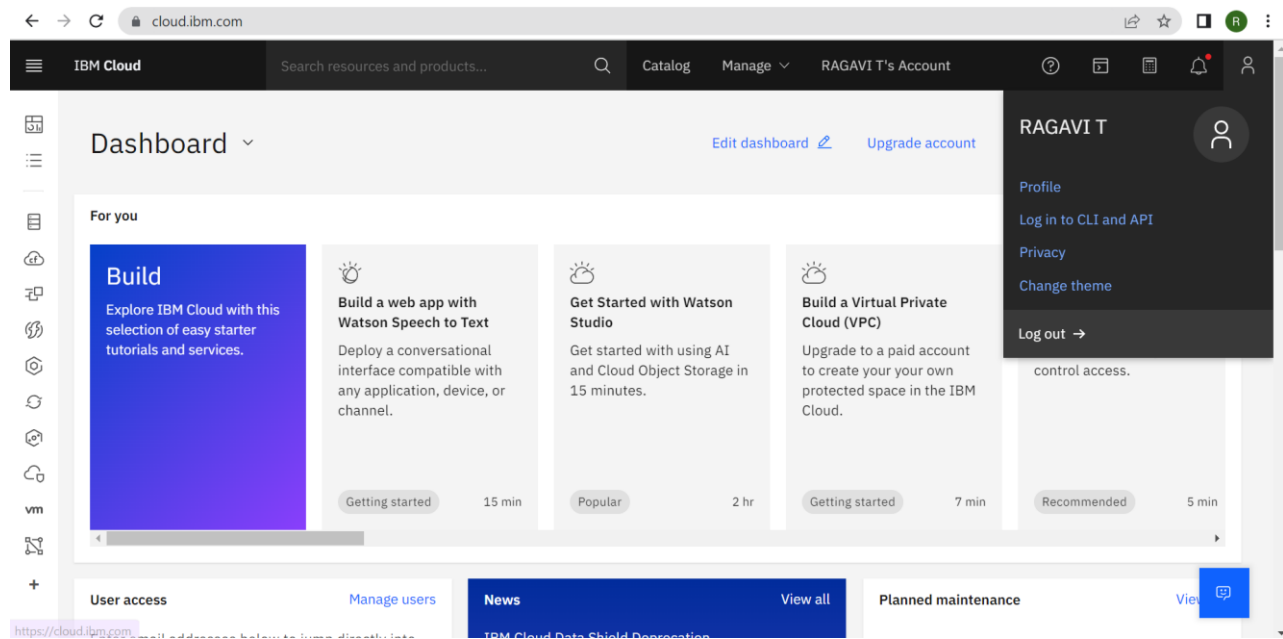 cloud.ibm.com
R
IBM Cloud
Search resources and products...
Catalog
Manage
RAGAVI T's Account
Dashboard
Edit dashboard
Upgrade account
RAGAVI T
Profile
Log in to CLI and API
Privacy
Change theme
Log out →
For you
Build
Explore IBM Cloud with this
selection of easy starter
tutorials and services.
Build a web app with
Watson Speech to Text
Deploy a conversational
interface compatible with
any application, device, or
channel.
Getting started
15 min
Get Started with Watson
Studio
Get started with using AI
and Cloud Object Storage in
15 minutes.
Popular
2 hr
Build a Virtual Private
Cloud (VPC)
Upgrade to a paid account
to create your your own
protected space in the IBM
Cloud.
Getting started
7 min
control access.
Recommended
5 min
vm
User access
Manage users
News
View all
Planned maintenance
https://cloud.ibm.com
email addresses below to jump directly into
IBM Cloud Data Shield Deprecation